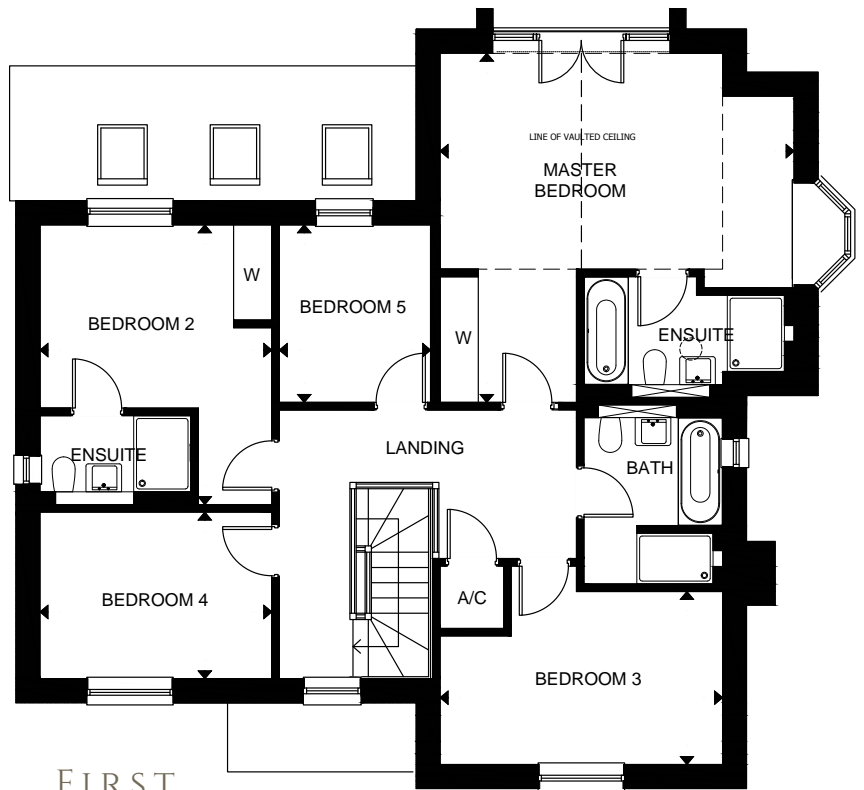 LINE OF VAULTED CEILING
MASTER
BEDROOM
W
BEDROOM 5
BEDROOM 2
W
ENSUITE
LANDING
ENSUITE
BATH
A/C
BEDROOM 4
BEDROOM 3
FIRST